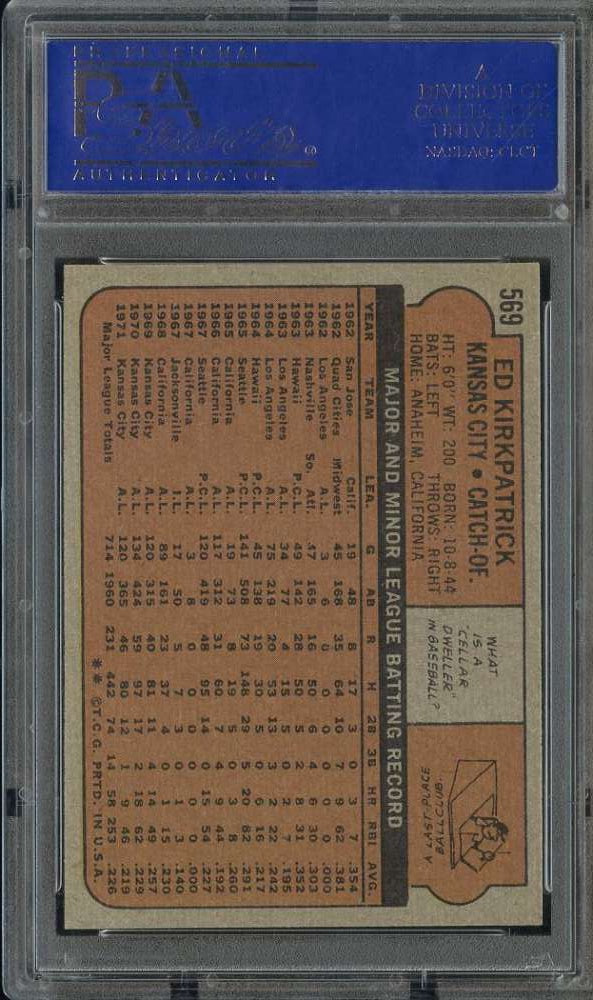 PROFESSIONAL
PSA
AUTHENTICATOR
®
A
DIVISION OF
COLLECTORS
UNIVERSE
NASDAQ: CLCT
569
ED KIRKPATRICK
KANSAS CITY • CATCH-OF.
HT: 6'0" WT: 200 BORN: 10-8-44
BATS: LEFT THROWS: RIGHT
HOME: ANAHEIM, CALIFORNIA
WHAT
IS A
"CELLAR
DWELLER"
IN BASEBALL?
A LAST-PLACE
BALLCLUB.
MAJOR AND MINOR LEAGUE BATTING RECORD
YEAR TEAM LEA. G AB R H 2B 3B HR RBI AVG.
1962 San Jose Calif. 19 48 8 17 3 0 3 7 .354
1962 Quad Cities Midwest 45 168 35 64 10 7 9 62 .381
1962 Los Angeles A.L. 3 6 0 0 0 0 0 0 .000
1963 Nashville So. Atl. 47 165 16 50 6 4 6 30 .303
1963 Hawaii P.C.L. 49 142 28 50 5 2 8 31 .352
1963 Los Angeles A.L. 34 77 4 15 5 0 2 7 .195
1964 Los Angeles A.L. 75 219 20 53 13 3 2 22 .242
1964 Hawaii P.C.L. 45 138 19 30 5 0 6 16 .217
1965 Seattle P.C.L. 141 508 73 148 29 5 20 82 .291
1965 California A.L. 19 73 8 19 5 0 3 8 .260
1966 California A.L. 117 312 31 60 7 4 9 44 .192
1967 Seattle P.C.L. 120 419 48 95 14 0 15 54 .227
1967 California A.L. 3 8 0 0 0 0 0 0 .000
1967 Jacksonville I.L. 17 50 5 7 3 0 1 3 .140
1968 California A.L. 89 161 23 37 4 0 1 15 .230
1969 Kansas City A.L. 120 315 40 81 11 4 14 49 .257
1970 Kansas City A.L. 134 424 59 97 17 2 18 62 .229
1971 Kansas City A.L. 120 365 46 80 12 1 9 46 .219
Major League Totals 714 1960 231 442 74 14 58 253 .226
** ©T.C.G. PRTD. IN U.S.A.